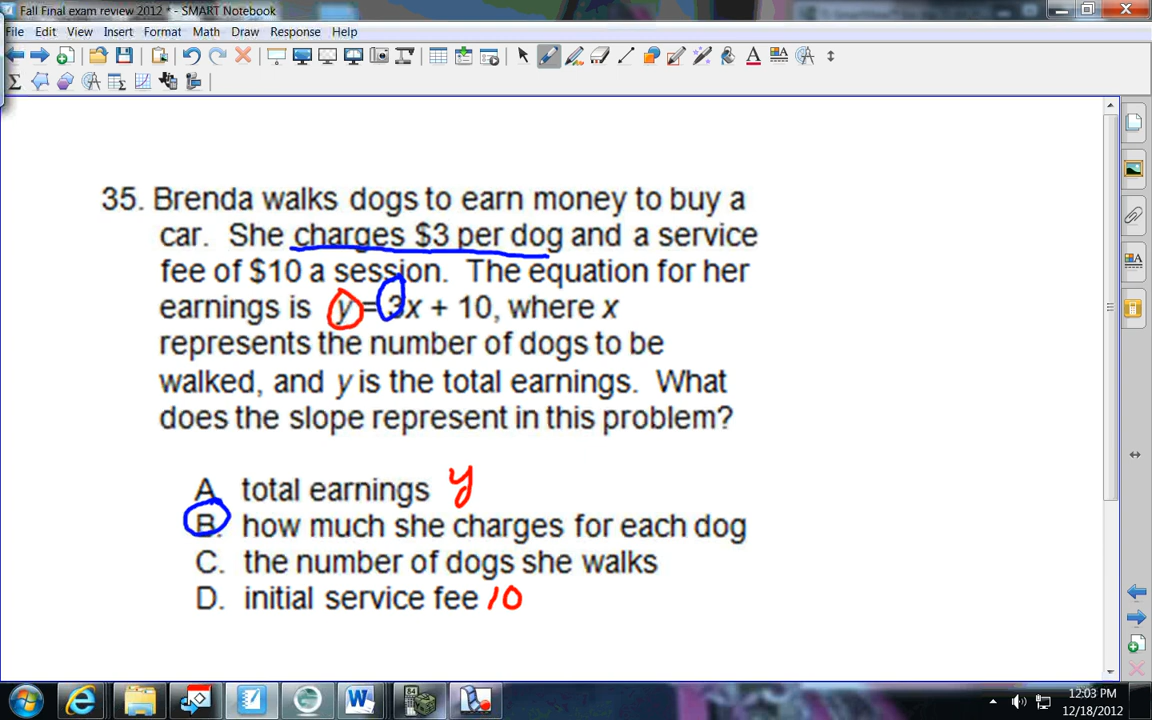 Fall Final exam review 2012 * - SMART Notebook
File Edit View Insert Format Math Draw Response Help
35. Brenda walks dogs to earn money to buy a
car. She charges $3 per dog and a service
fee of $10 a session. The equation for her
earnings is y = 3x + 10, where x
represents the number of dogs to be
walked, and y is the total earnings. What
does the slope represent in this problem?
A. total earnings y
B. how much she charges for each dog
C. the number of dogs she walks
D. initial service fee 10
12:03 PM
12/18/2012